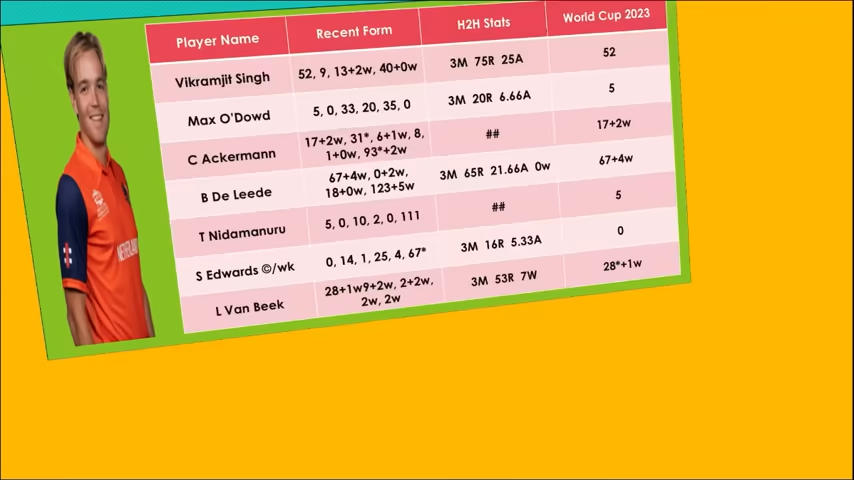 Player Name Recent Form H2H Stats World Cup 2023
Vikramjit Singh 52, 9, 13+2w, 40+0w 3M 75R 25A 52
Max O'Dowd 5, 0, 33, 20, 35, 0 3M 20R 6.66A 5
C Ackermann 17+2w, 31*, 6+1w, 8, ## 17+2w
1+0w, 93*+2w
B De Leede 67+4w, 0+2w, 3M 65R 21.66A 0w 67+4w
18+0w, 123+5w
T Nidamanuru 5, 0, 10, 2, 0, 111 ## 5
S Edwards ©/wk 0, 14, 1, 25, 4, 67* 3M 16R 5.33A 0
L Van Beek 28+1w9+2w, 2+2w, 3M 53R 7W 28*+1w
2w, 2w